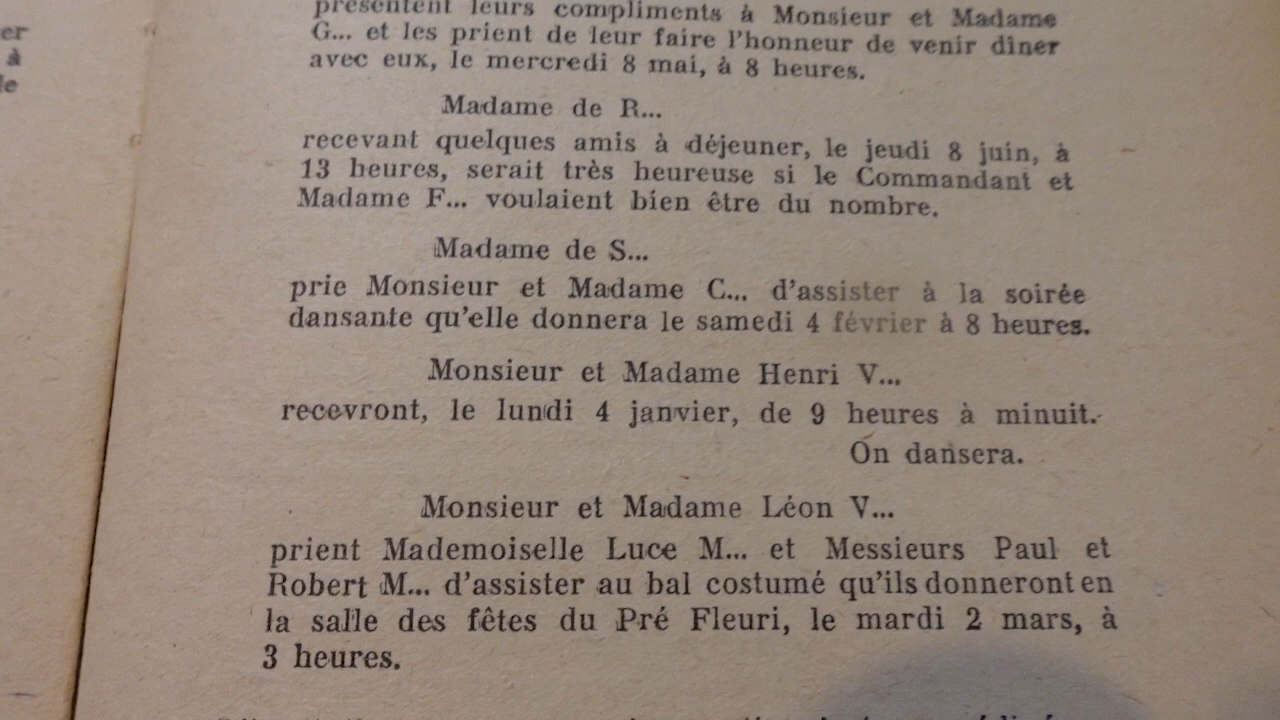 er
à
le
présentent leurs compliments à Monsieur et Madame
G... et les prient de leur faire l'honneur de venir dîner
avec eux, le mercredi 8 mai, à 8 heures.
Madame de R...
recevant quelques amis à déjeuner, le jeudi 8 juin, à
13 heures, serait très heureuse si le Commandant et
Madame F... voulaient bien être du nombre.
Madame de S...
prie Monsieur et Madame C... d'assister à la soirée
dansante qu'elle donnera le samedi 4 février à 8 heures.
Monsieur et Madame Henri V...
recevront, le lundi 4 janvier, de 9 heures à minuit.
On dansera.
Monsieur et Madame Léon V...
prient Mademoiselle Luce M... et Messieurs Paul et
Robert M... d'assister au bal costumé qu'ils donneront en
la salle des fêtes du Pré Fleuri, le mardi 2 mars, à
3 heures.